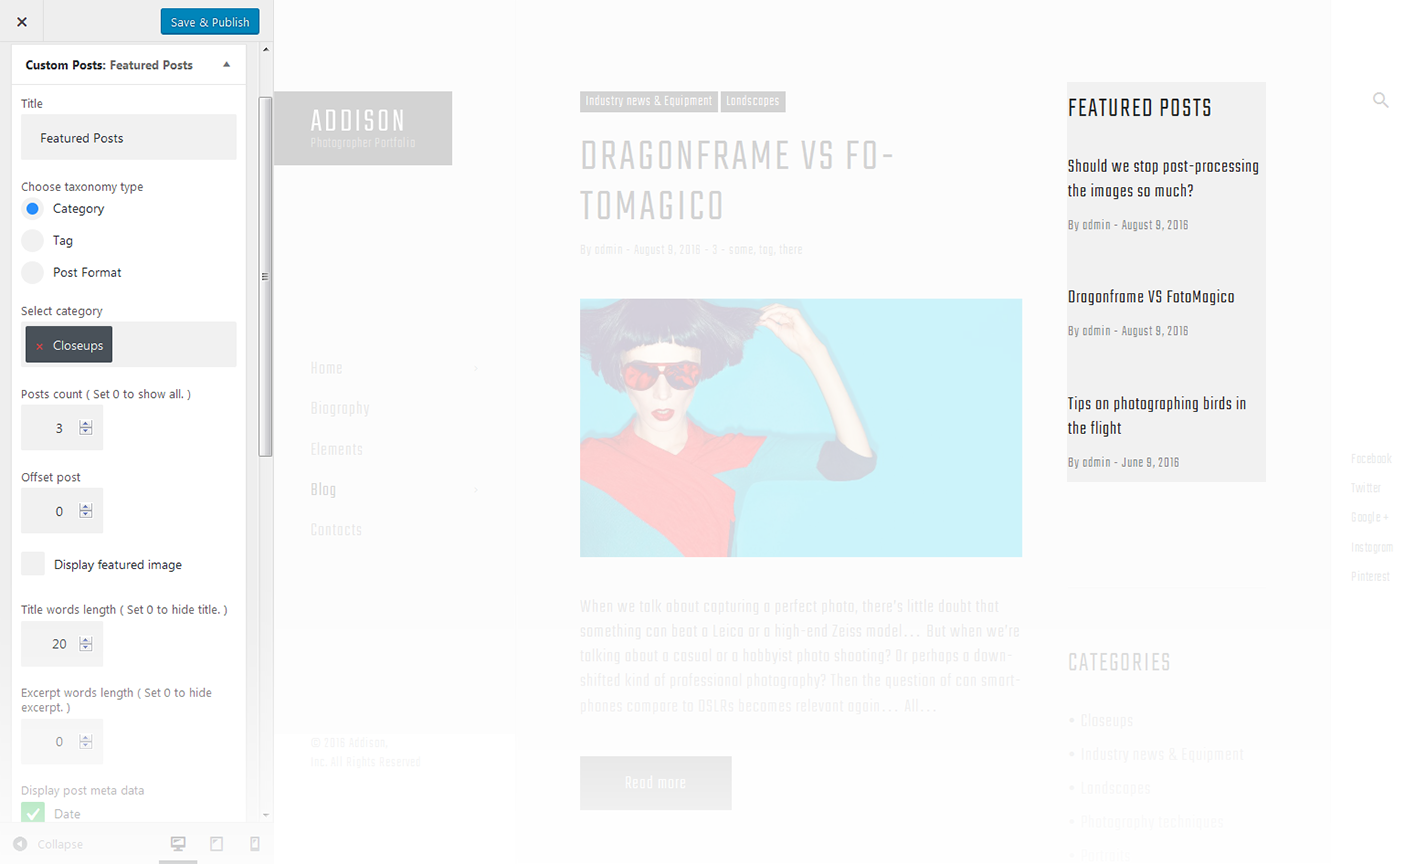 Save & Publish
Custom Posts: Featured Posts
Title
Featured Posts
Choose taxonomy type
Category
Tag
Post Format
Select category
× Closeups
Posts count ( Set 0 to show all. )
3
Offset post
0
Display featured image
Title words length ( Set 0 to hide title. )
20
Excerpt words length ( Set 0 to hide
excerpt. )
0
Display post meta data
Date
Collapse
ADDISON
Photographer Portfolio
Home
Biography
Elements
Blog
Contacts
© 2016 Addison,
Inc. All Rights Reserved
Industry news & Equipment Landscapes
DRAGONFRAME VS FO-
TOMAGICO
By admin - August 9, 2016 - 3 - some, tag, there
When we talk about capturing a perfect photo, there's little doubt that
something can beat a Leica or a high-end Zeiss model... But when we're
talking about a casual or a hobbyist photo shooting? Or perhaps a down-
shifted kind of professional photography? Then the question of can smart-
phones compare to DSLRs becomes relevant again... All...
Read more
FEATURED POSTS
Should we stop post-processing
the images so much?
By admin - August 9, 2016
Dragonframe VS FotoMagico
By admin - August 9, 2016
Tips on photographing birds in
the flight
By admin - June 9, 2016
CATEGORIES
Closeups
Industry news & Equipment
Landscapes
Photography techniques
Facebook
Twitter
Google +
Instagram
Pinterest